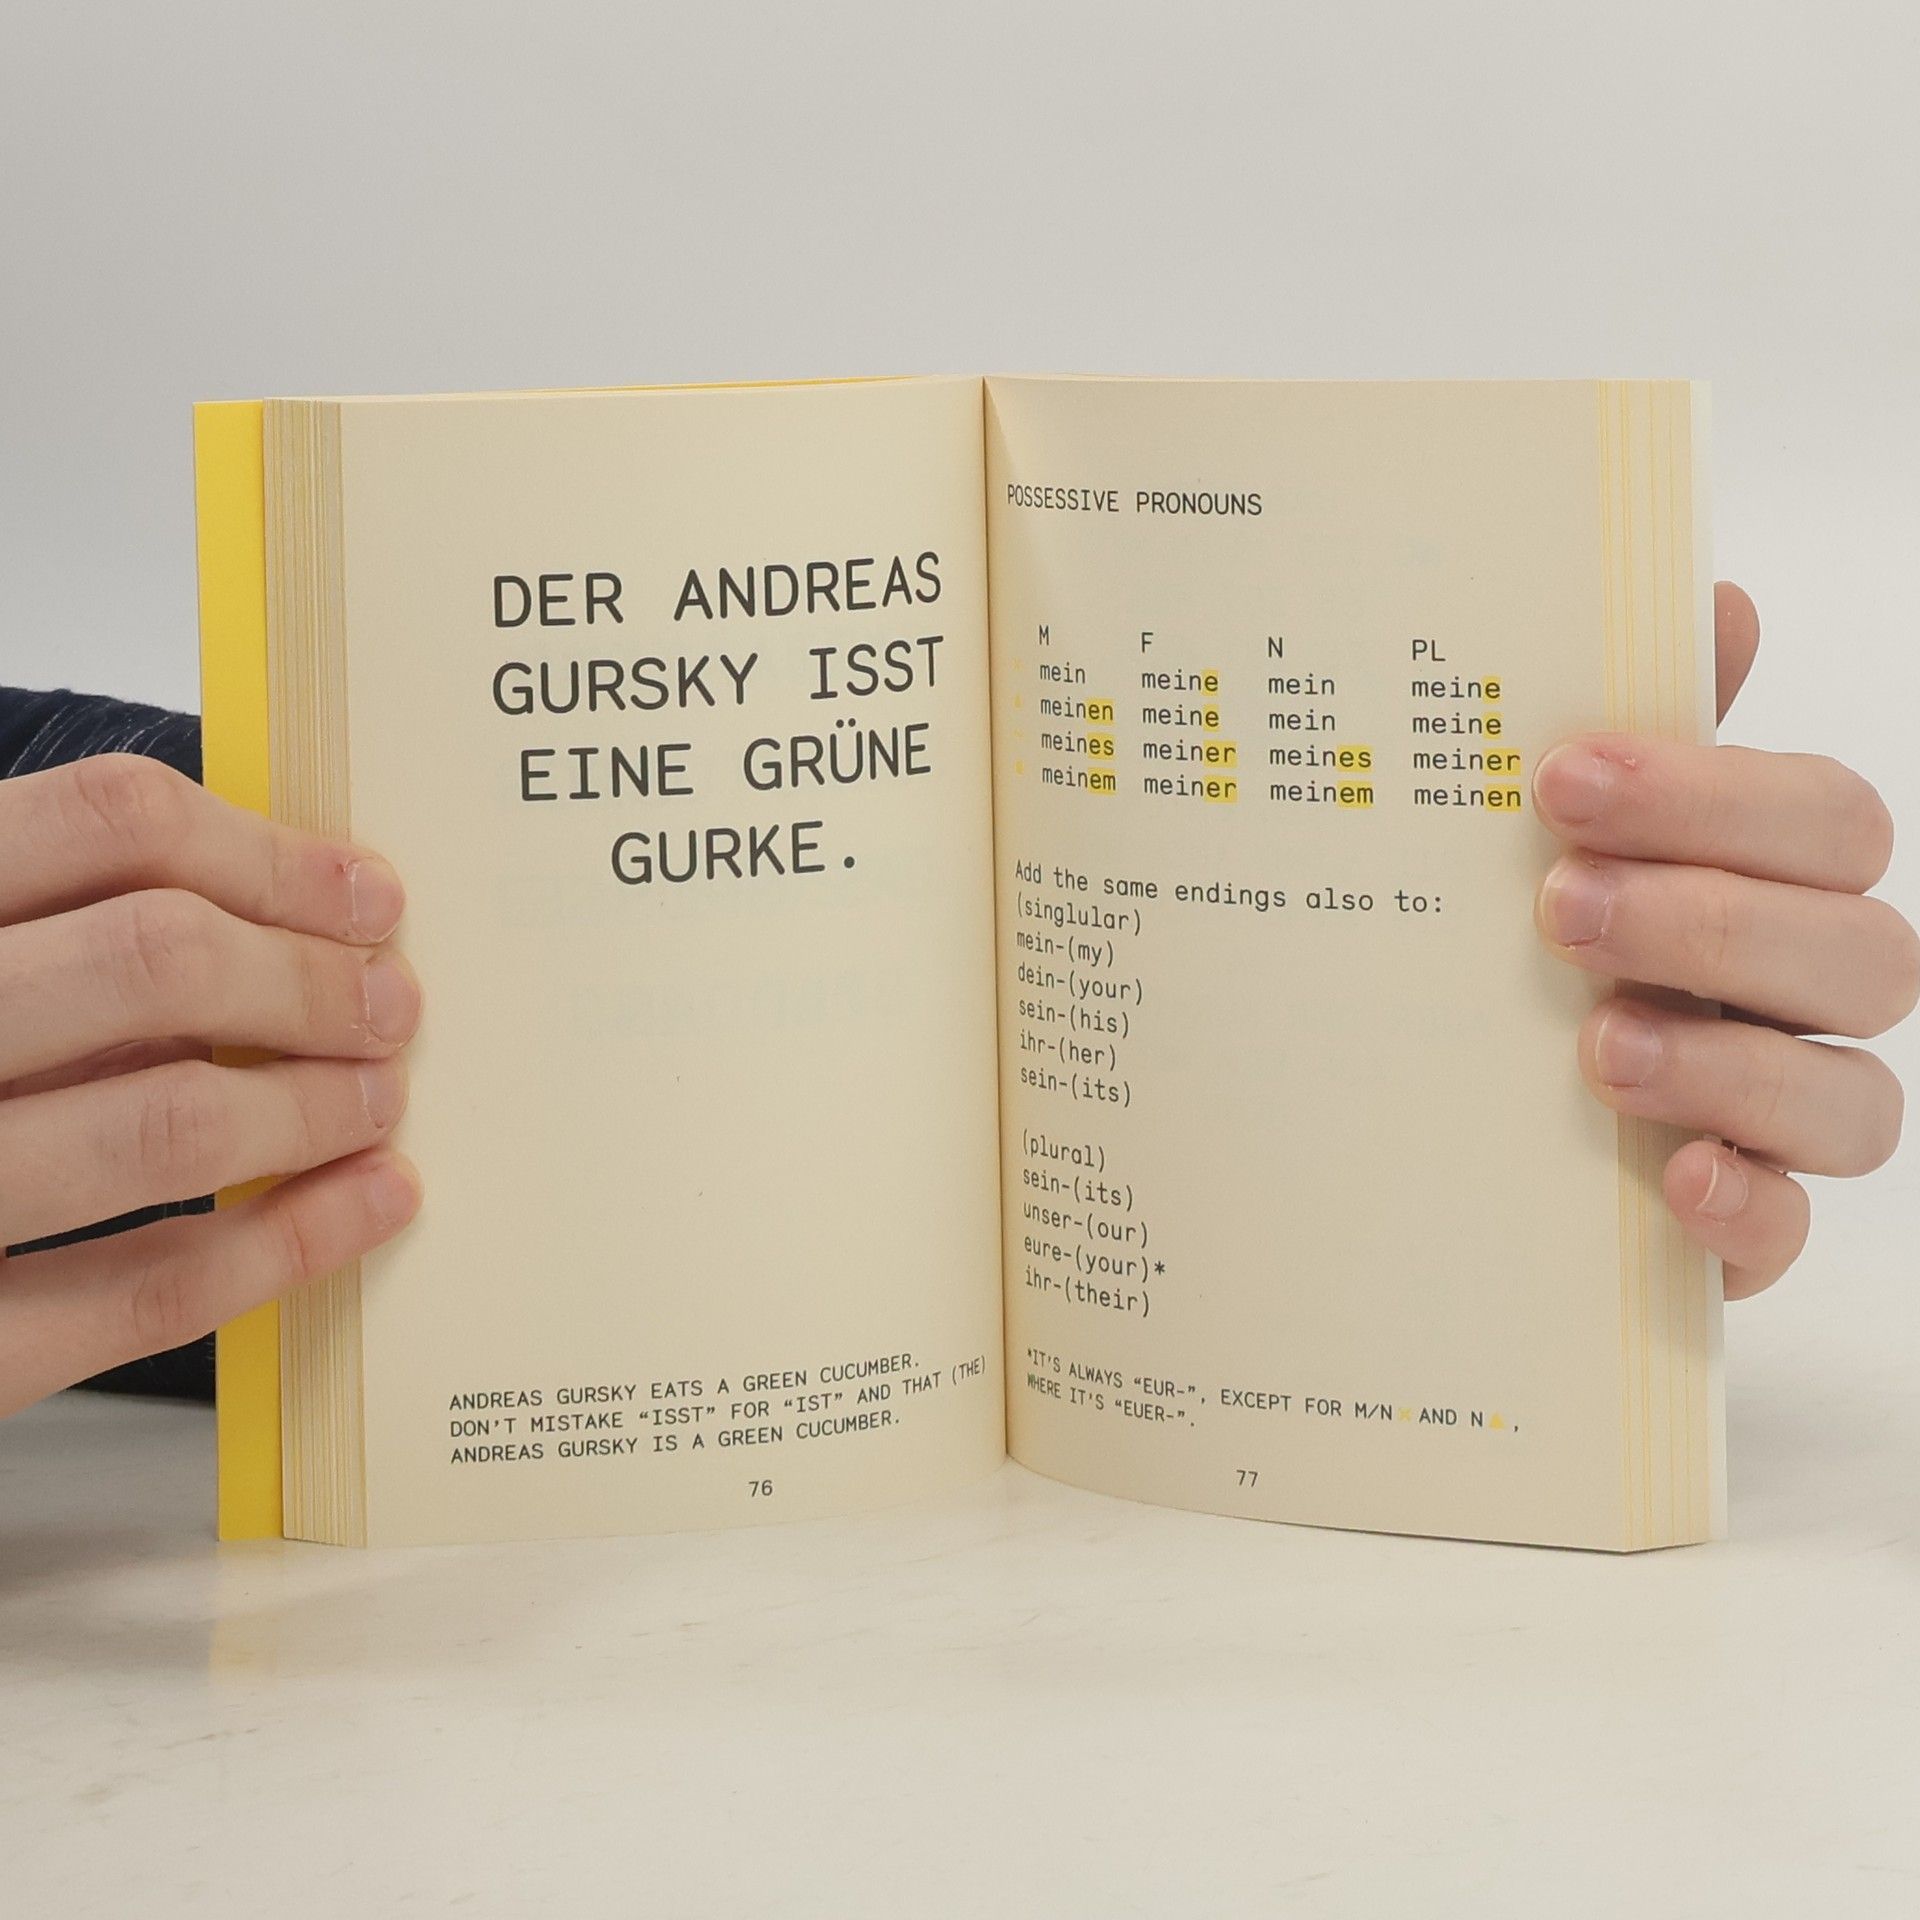 DER ANDREAS
GURSKY ISST
EINE GRÜNE
GURKE.
ANDREAS GURSKY EATS A GREEN CUCUMBER.
DON'T MISTAKE “ISST” FOR “IST” AND THAT (THE)
ANDREAS GURSKY IS A GREEN CUCUMBER.
76
POSSESSIVE PRONOUNS
M F N PL
mein meine mein meine
meinen meine mein meine
meines meiner meines meiner
meinem meiner meinem meinen
Add the same endings also to:
(singlular)
mein-(my)
dein-(your)
sein-(his)
ihr-(her)
sein-(its)
(plural)
sein-(its)
unser-(our)
eure-(your)*
ihr-(their)
*IT'S ALWAYS “EUR-”, EXCEPT FOR M/N AND N ,
WHERE IT'S “EUER-”.
77